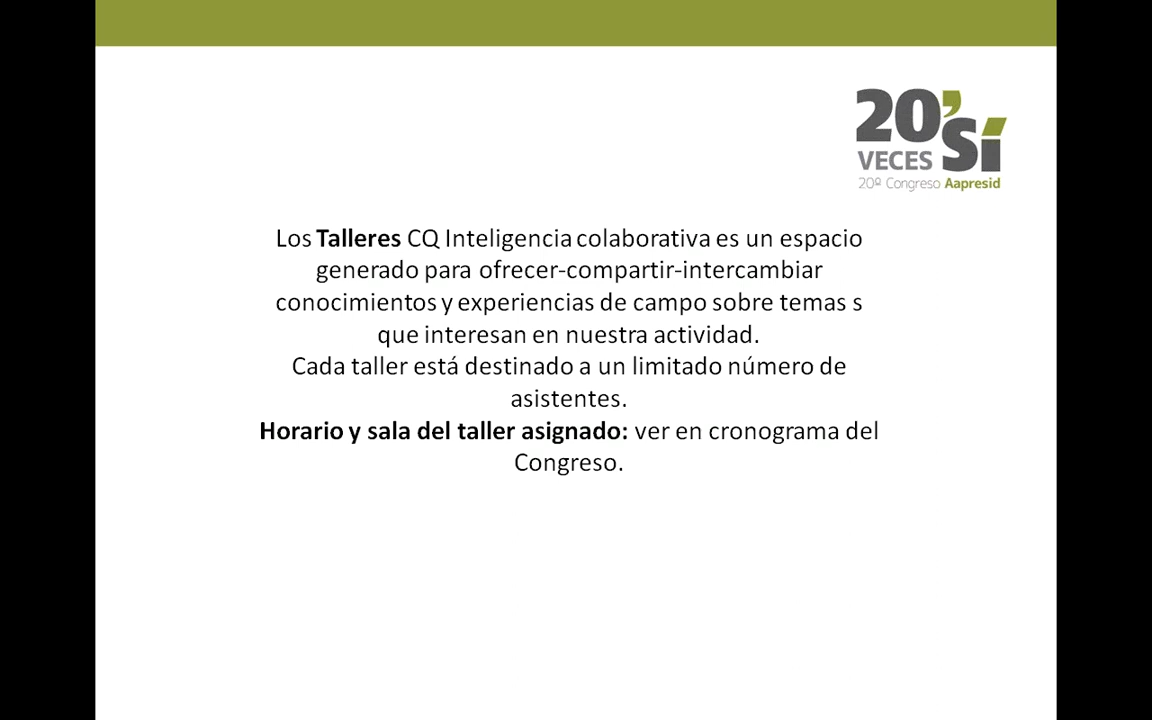 20'Sí
VECES
20º Congreso Aapresid
Los Talleres CQ Inteligencia colaborativa es un espacio
generado para ofrecer-compartir-intercambiar
conocimientos y experiencias de campo sobre temas s
que interesan en nuestra actividad.
Cada taller está destinado a un limitado número de
asistentes.
Horario y sala del taller asignado: ver en cronograma del
Congreso.